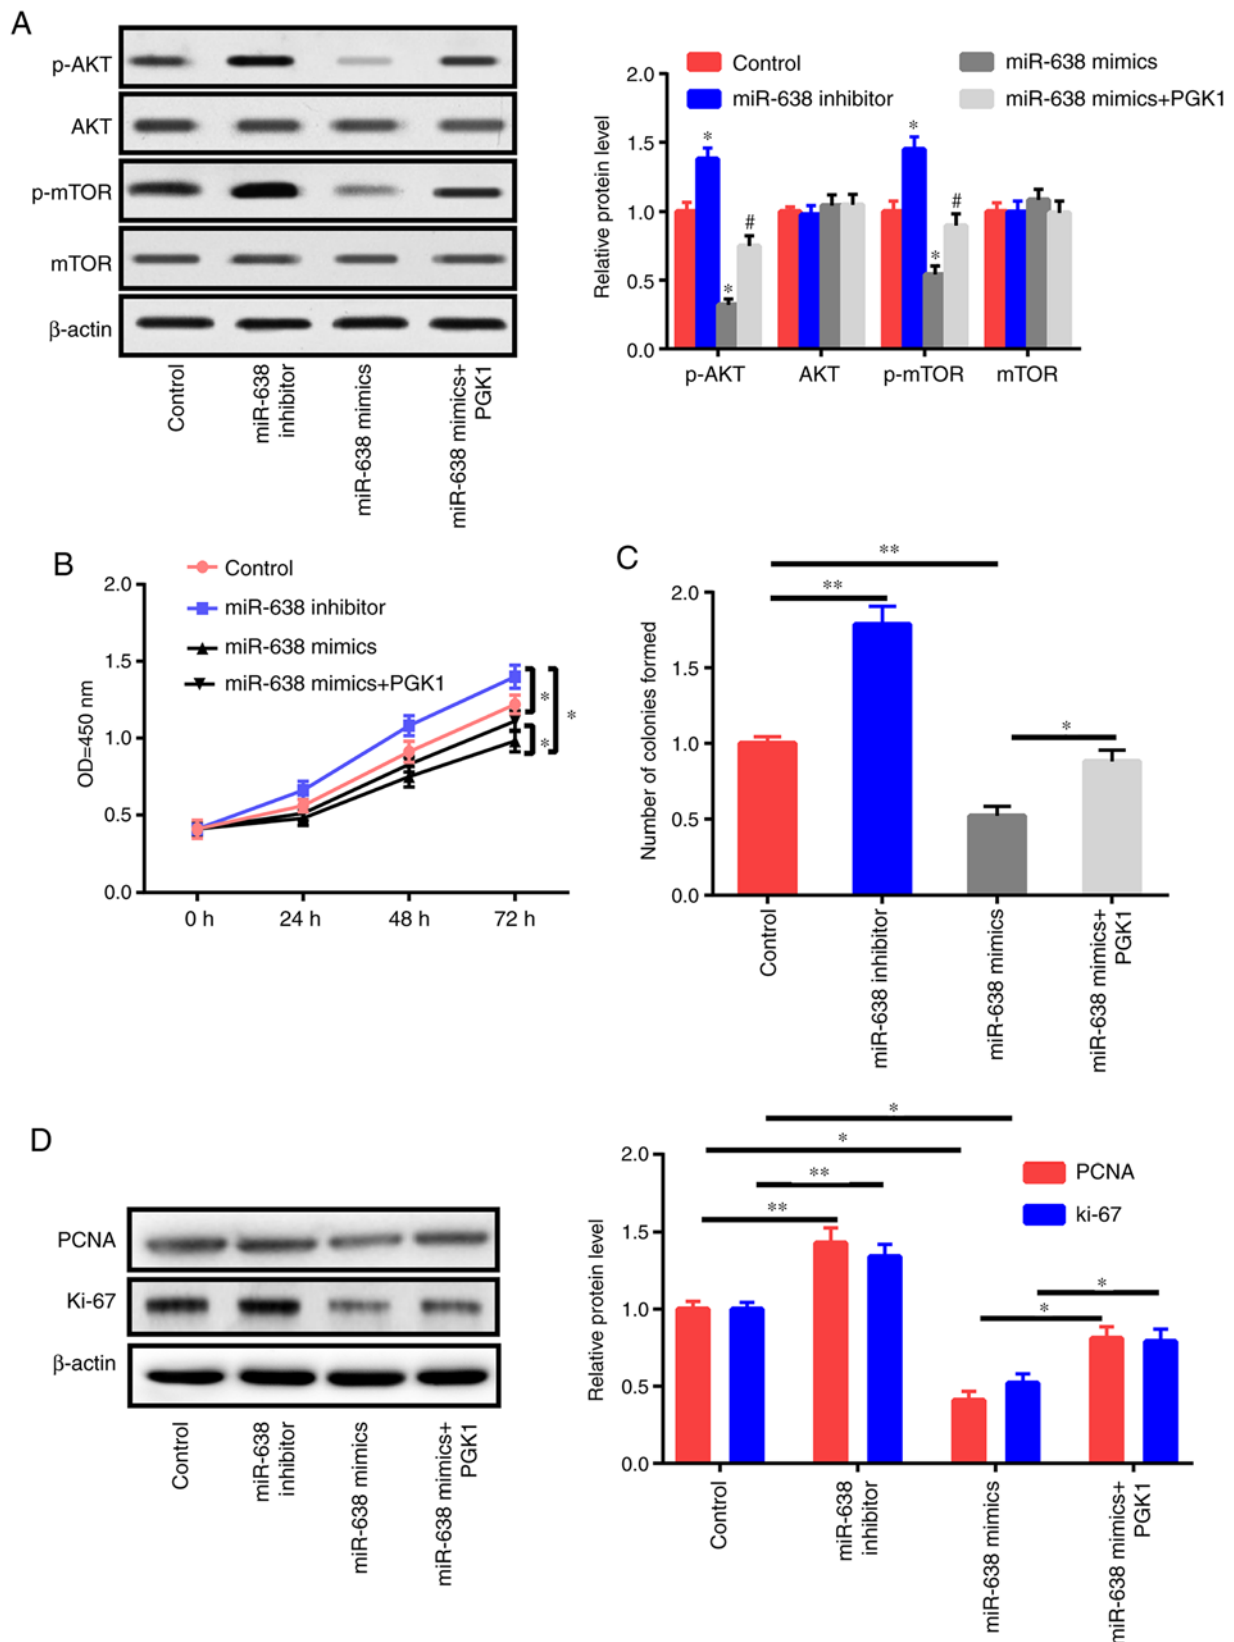 A
p-AKT
AKT
p-mTOR
mTOR
β-actin
Control
miR-638
inhibitor
miR-638 mimics
miR-638 mimics+
PGK1
Control
miR-638 inhibitor
miR-638 mimics
miR-638 mimics+PGK1
Relative protein level
2.0
1.5
1.0
0.5
0.0
*
*
#
*
*
#
p-AKT
AKT
p-mTOR
mTOR
B
Control
miR-638 inhibitor
miR-638 mimics
miR-638 mimics+PGK1
OD=450 nm
2.0
1.5
1.0
0.5
0.0
*
*
*
0 h
24 h
48 h
72 h
C
**
**
*
Number of colonies formed
2.0
1.5
1.0
0.5
0.0
Control
miR-638 inhibitor
miR-638 mimics
miR-638 mimics+
PGK1
D
PCNA
Ki-67
β-actin
Control
miR-638
inhibitor
miR-638 mimics
miR-638 mimics+
PGK1
*
*
**
**
*
*
PCNA
ki-67
Relative protein level
2.0
1.5
1.0
0.5
0.0
Control
miR-638
inhibitor
miR-638 mimics
miR-638 mimics+
PGK1